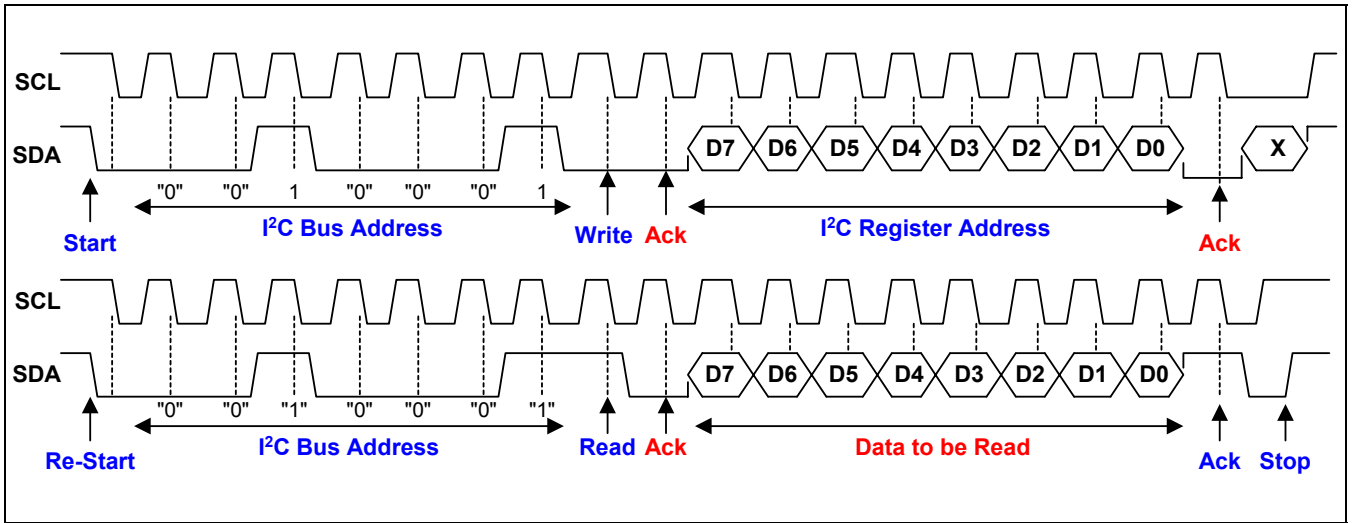 SCL
SDA D7 D6 D5 D4 D3 D2 D1 D0 X
"0" "0" 1 "0" "0" "0" 1
Start I²C Bus Address Write Ack I²C Register Address Ack
SCL
SDA D7 D6 D5 D4 D3 D2 D1 D0
"0" "0" "1" "0" "0" "0" "1"
Re-Start I²C Bus Address Read Ack Data to be Read Ack Stop